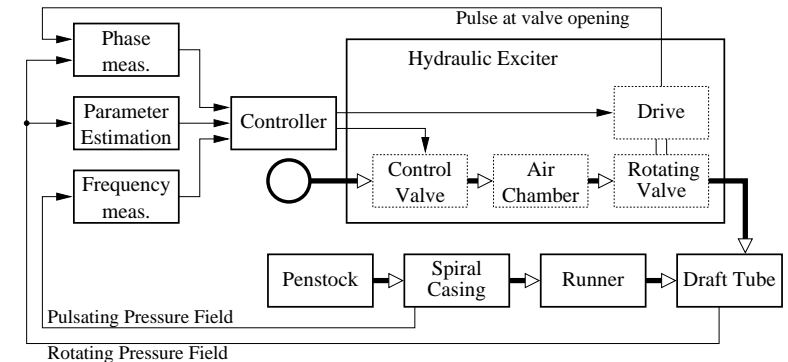 Pulse at valve opening
Phase
meas.
Hydraulic Exciter
Parameter
Estimation
Controller
Drive
Frequency
meas.
Control
Valve
Air
Chamber
Rotating
Valve
Penstock
Spiral
Casing
Runner
Draft Tube
Pulsating Pressure Field
Rotating Pressure Field